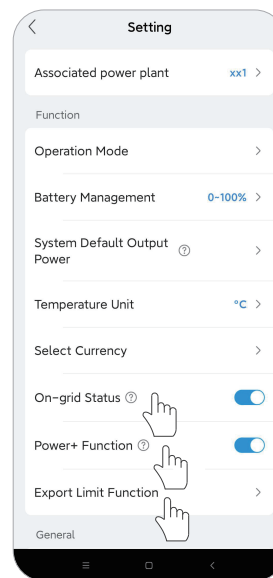 Setting
Associated power plant xx1
Function
Operation Mode
Battery Management 0~100%
System Default Output
Power
Temperature Unit °C
Select Currency
On-grid Status
Power+ Function
Export Limit Function
General